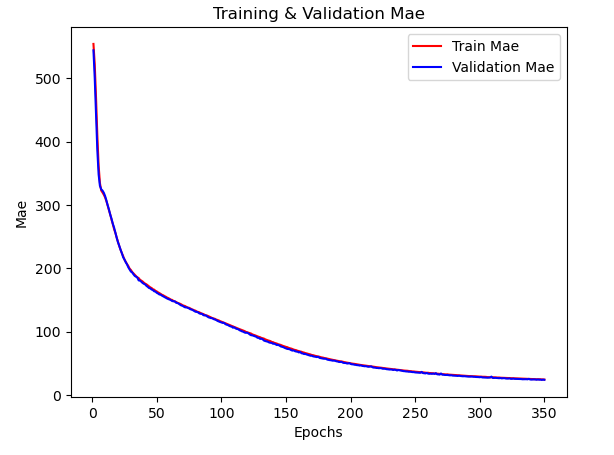 Training & Validation Mae
Train Mae
Validation Mae
500
400
300
200
100
0
Mae
0 50 100 150 200 250 300 350
Epochs